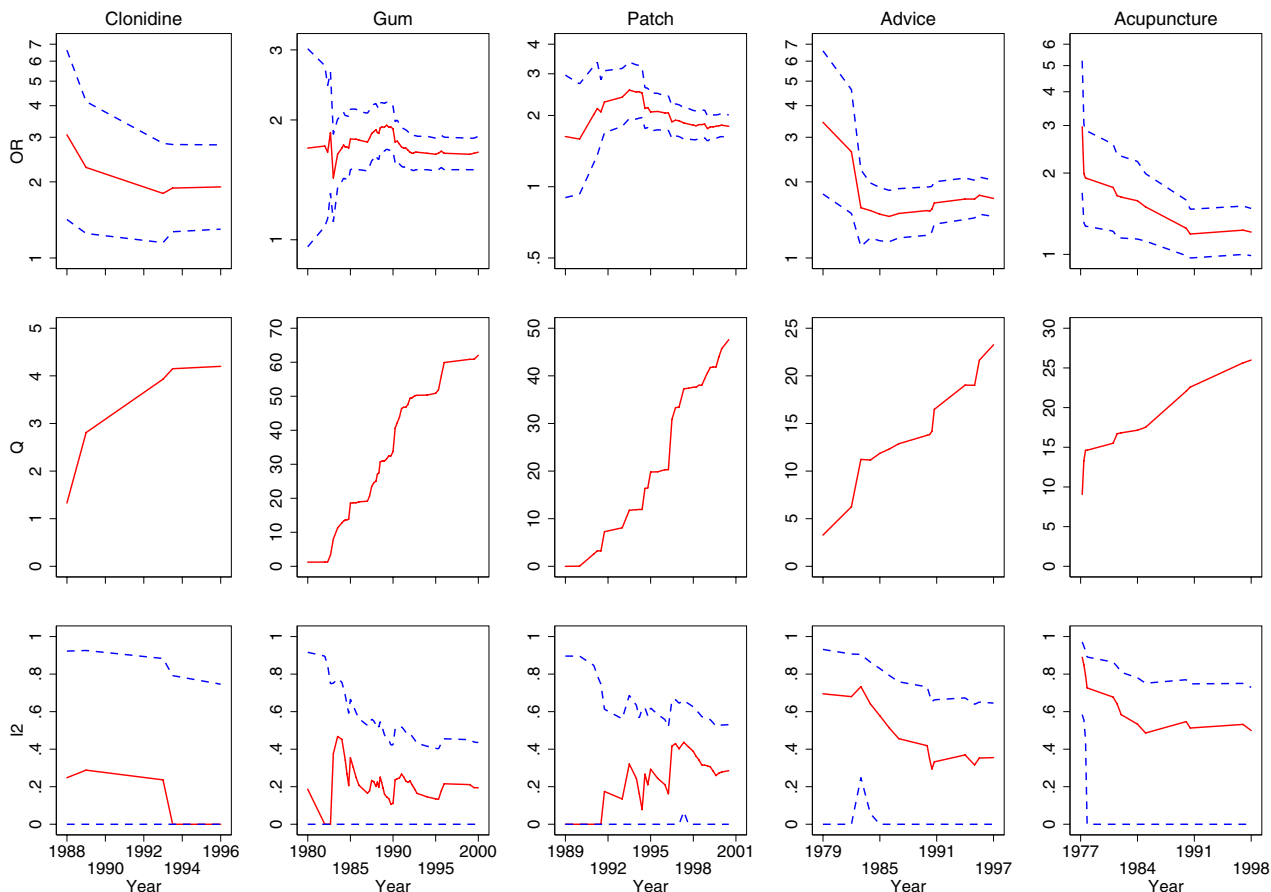 Clonidine Gum Patch Advice Acupuncture
OR
1 2 3 4 5 6 7
1 2 3
.5 1 2 3 4
1 2 3 4 5 6 7
1 2 3 4 5 6
Q
0 1 2 3 4 5
0 10 20 30 40 50 60 70
0 10 20 30 40 50
0 5 10 15 20 25
0 5 10 15 20 25 30
I2
0 .2 .4 .6 .8 1
0 .2 .4 .6 .8 1
0 .2 .4 .6 .8 1
0 .2 .4 .6 .8 1
0 .2 .4 .6 .8 1
1988 1992 1996 1980 1990 2000 1989 2001 1979 1991 1977 1991
1990 1994 1985 1995 1995 1998 1985 1997 1984 1998
Year Year Year Year Year